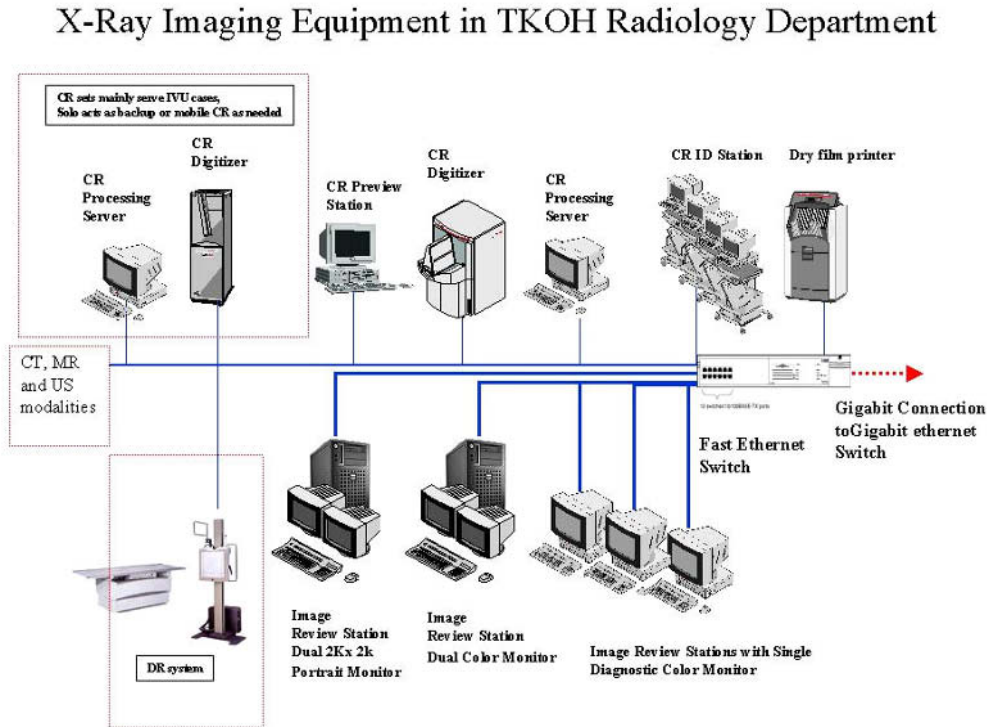 X-Ray Imaging Equipment in TKOH Radiology Department
CR sets mainly serve IVU cases,
Solo acts as backup or mobile CR as needed
CR
Digitizer
CR
Processing
Server
CR Preview
Station
CR
Digitizer
CR
Processing
Server
CR ID Station
Dry film printer
CT, MR
and US
modalities
Fast Ethernet
Switch
Gigabit Connection
toGigabit ethernet
Switch
DR system
Image
Review Station
Dual 2Kx 2k
Portrait Monitor
Image
Review Station
Dual Color Monitor
Image Review Stations with Single
Diagnostic Color Monitor